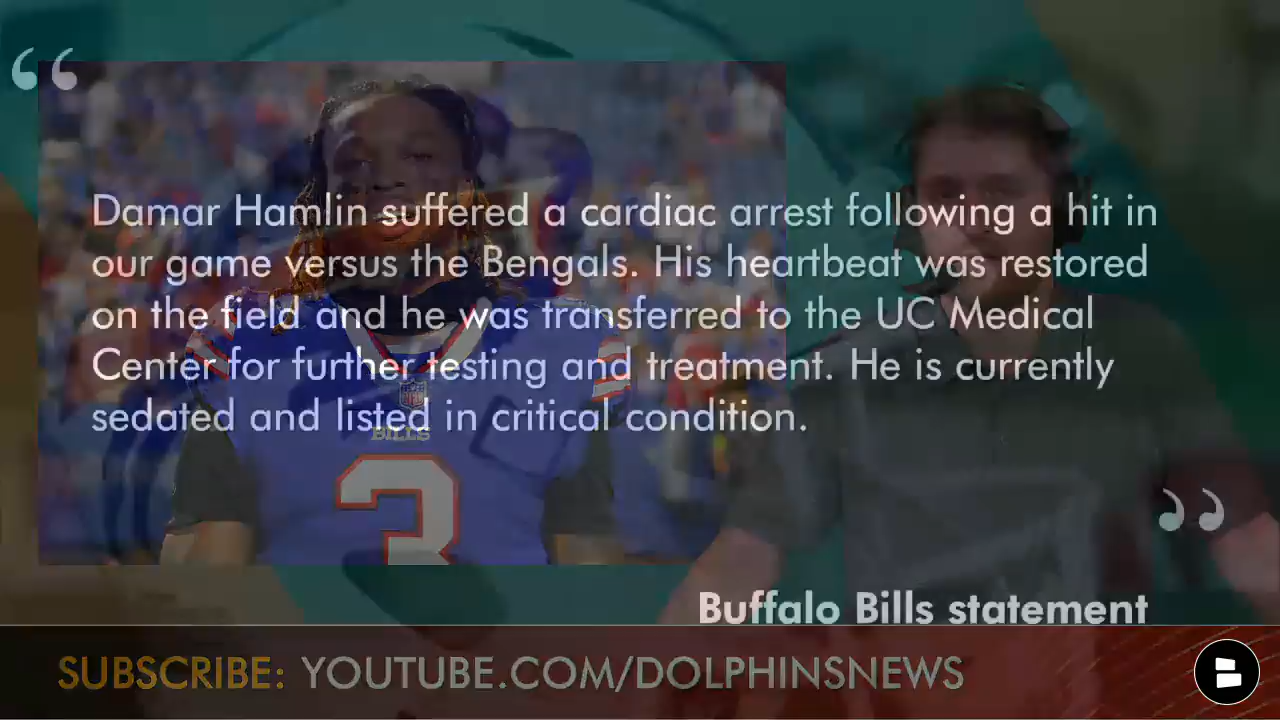 “
Damar Hamlin suffered a cardiac arrest following a hit in
our game versus the Bengals. His heartbeat was restored
on the field and he was transferred to the UC Medical
Center for further testing and treatment. He is currently
sedated and listed in critical condition.
”
BILLS
3
Buffalo Bills statement
SUBSCRIBE: YOUTUBE.COM/DOLPHINSNEWS